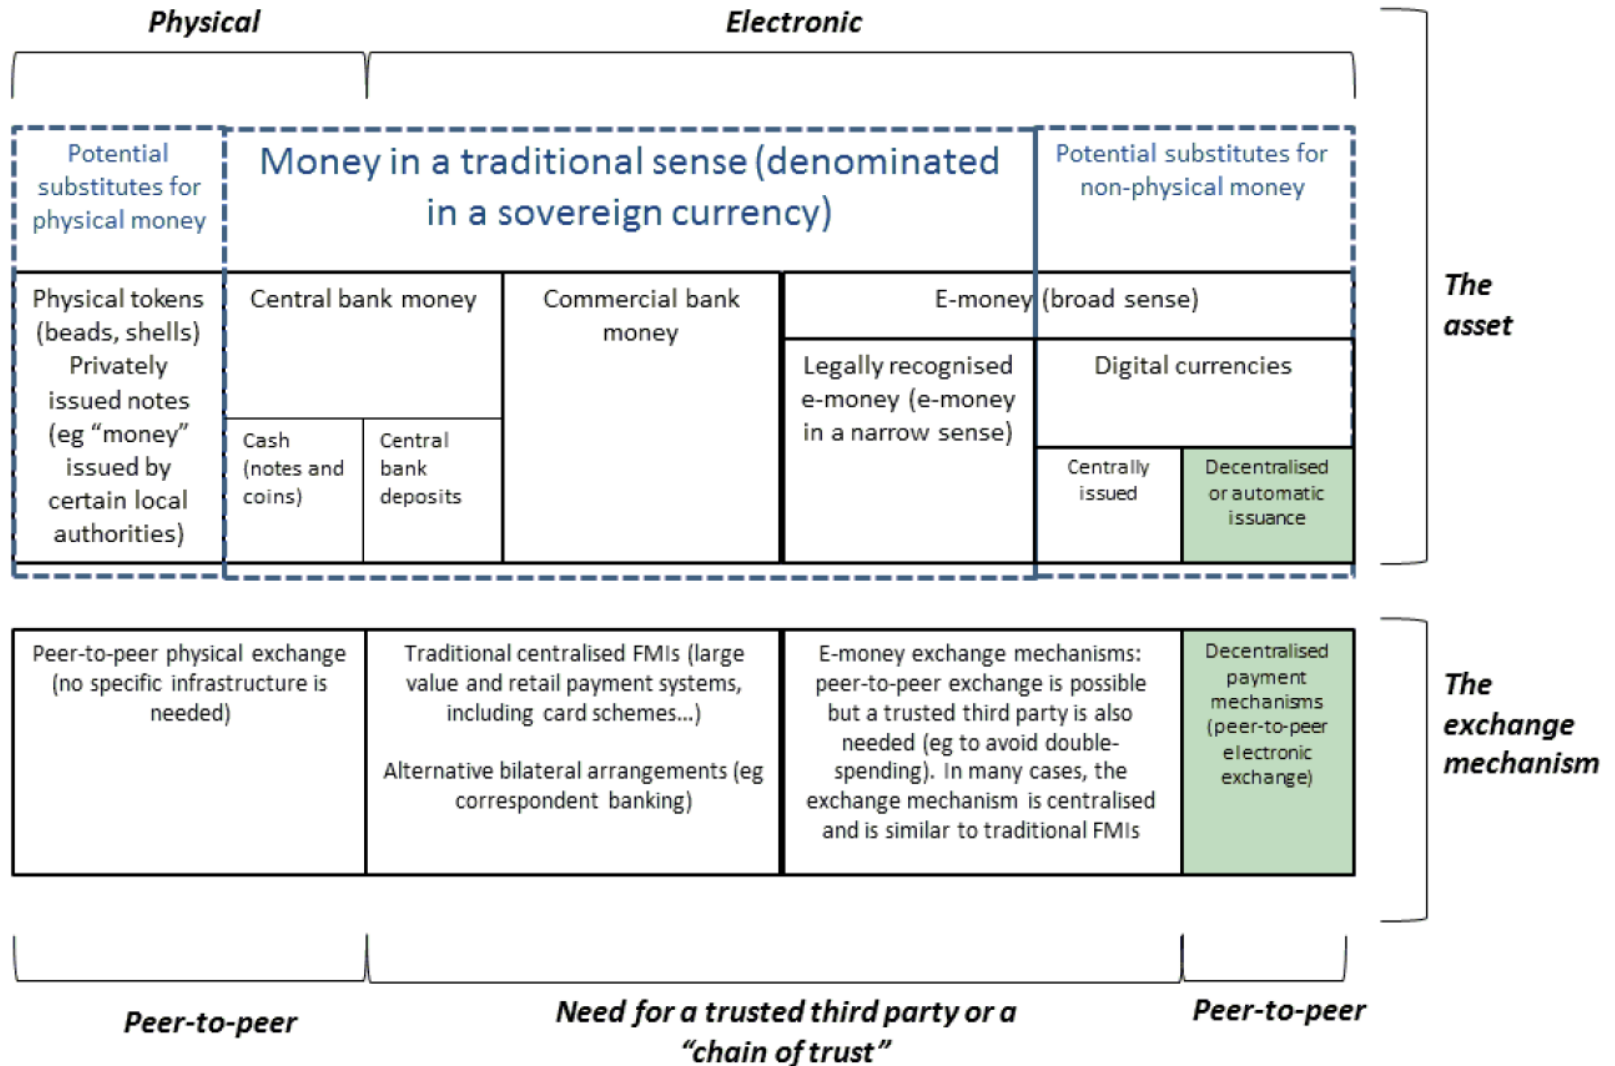 Physical
Electronic
Potential
substitutes for
physical money
Money in a traditional sense (denominated
in a sovereign currency)
Potential substitutes for
non-physical money
Physical tokens
(beads, shells)
Privately
issued notes
(eg “money”
issued by
certain local
authorities)
Central bank money
Cash
(notes and
coins)
Central
bank
deposits
Commercial bank
money
E-money (broad sense)
Legally recognised
e-money (e-money
in a narrow sense)
Digital currencies
Centrally
issued
Decentralised
or automatic
issuance
The
asset
Peer-to-peer physical exchange
(no specific infrastructure is
needed)
Traditional centralised FMIs (large
value and retail payment systems,
including card schemes…)
Alternative bilateral arrangements (eg
correspondent banking)
E-money exchange mechanisms:
peer-to-peer exchange is possible
but a trusted third party is also
needed (eg to avoid double-
spending). In many cases, the
exchange mechanism is centralised
and is similar to traditional FMIs
Decentralised
payment
mechanisms
(peer-to-peer
electronic
exchange)
The
exchange
mechanism
Peer-to-peer
Need for a trusted third party or a
“chain of trust”
Peer-to-peer